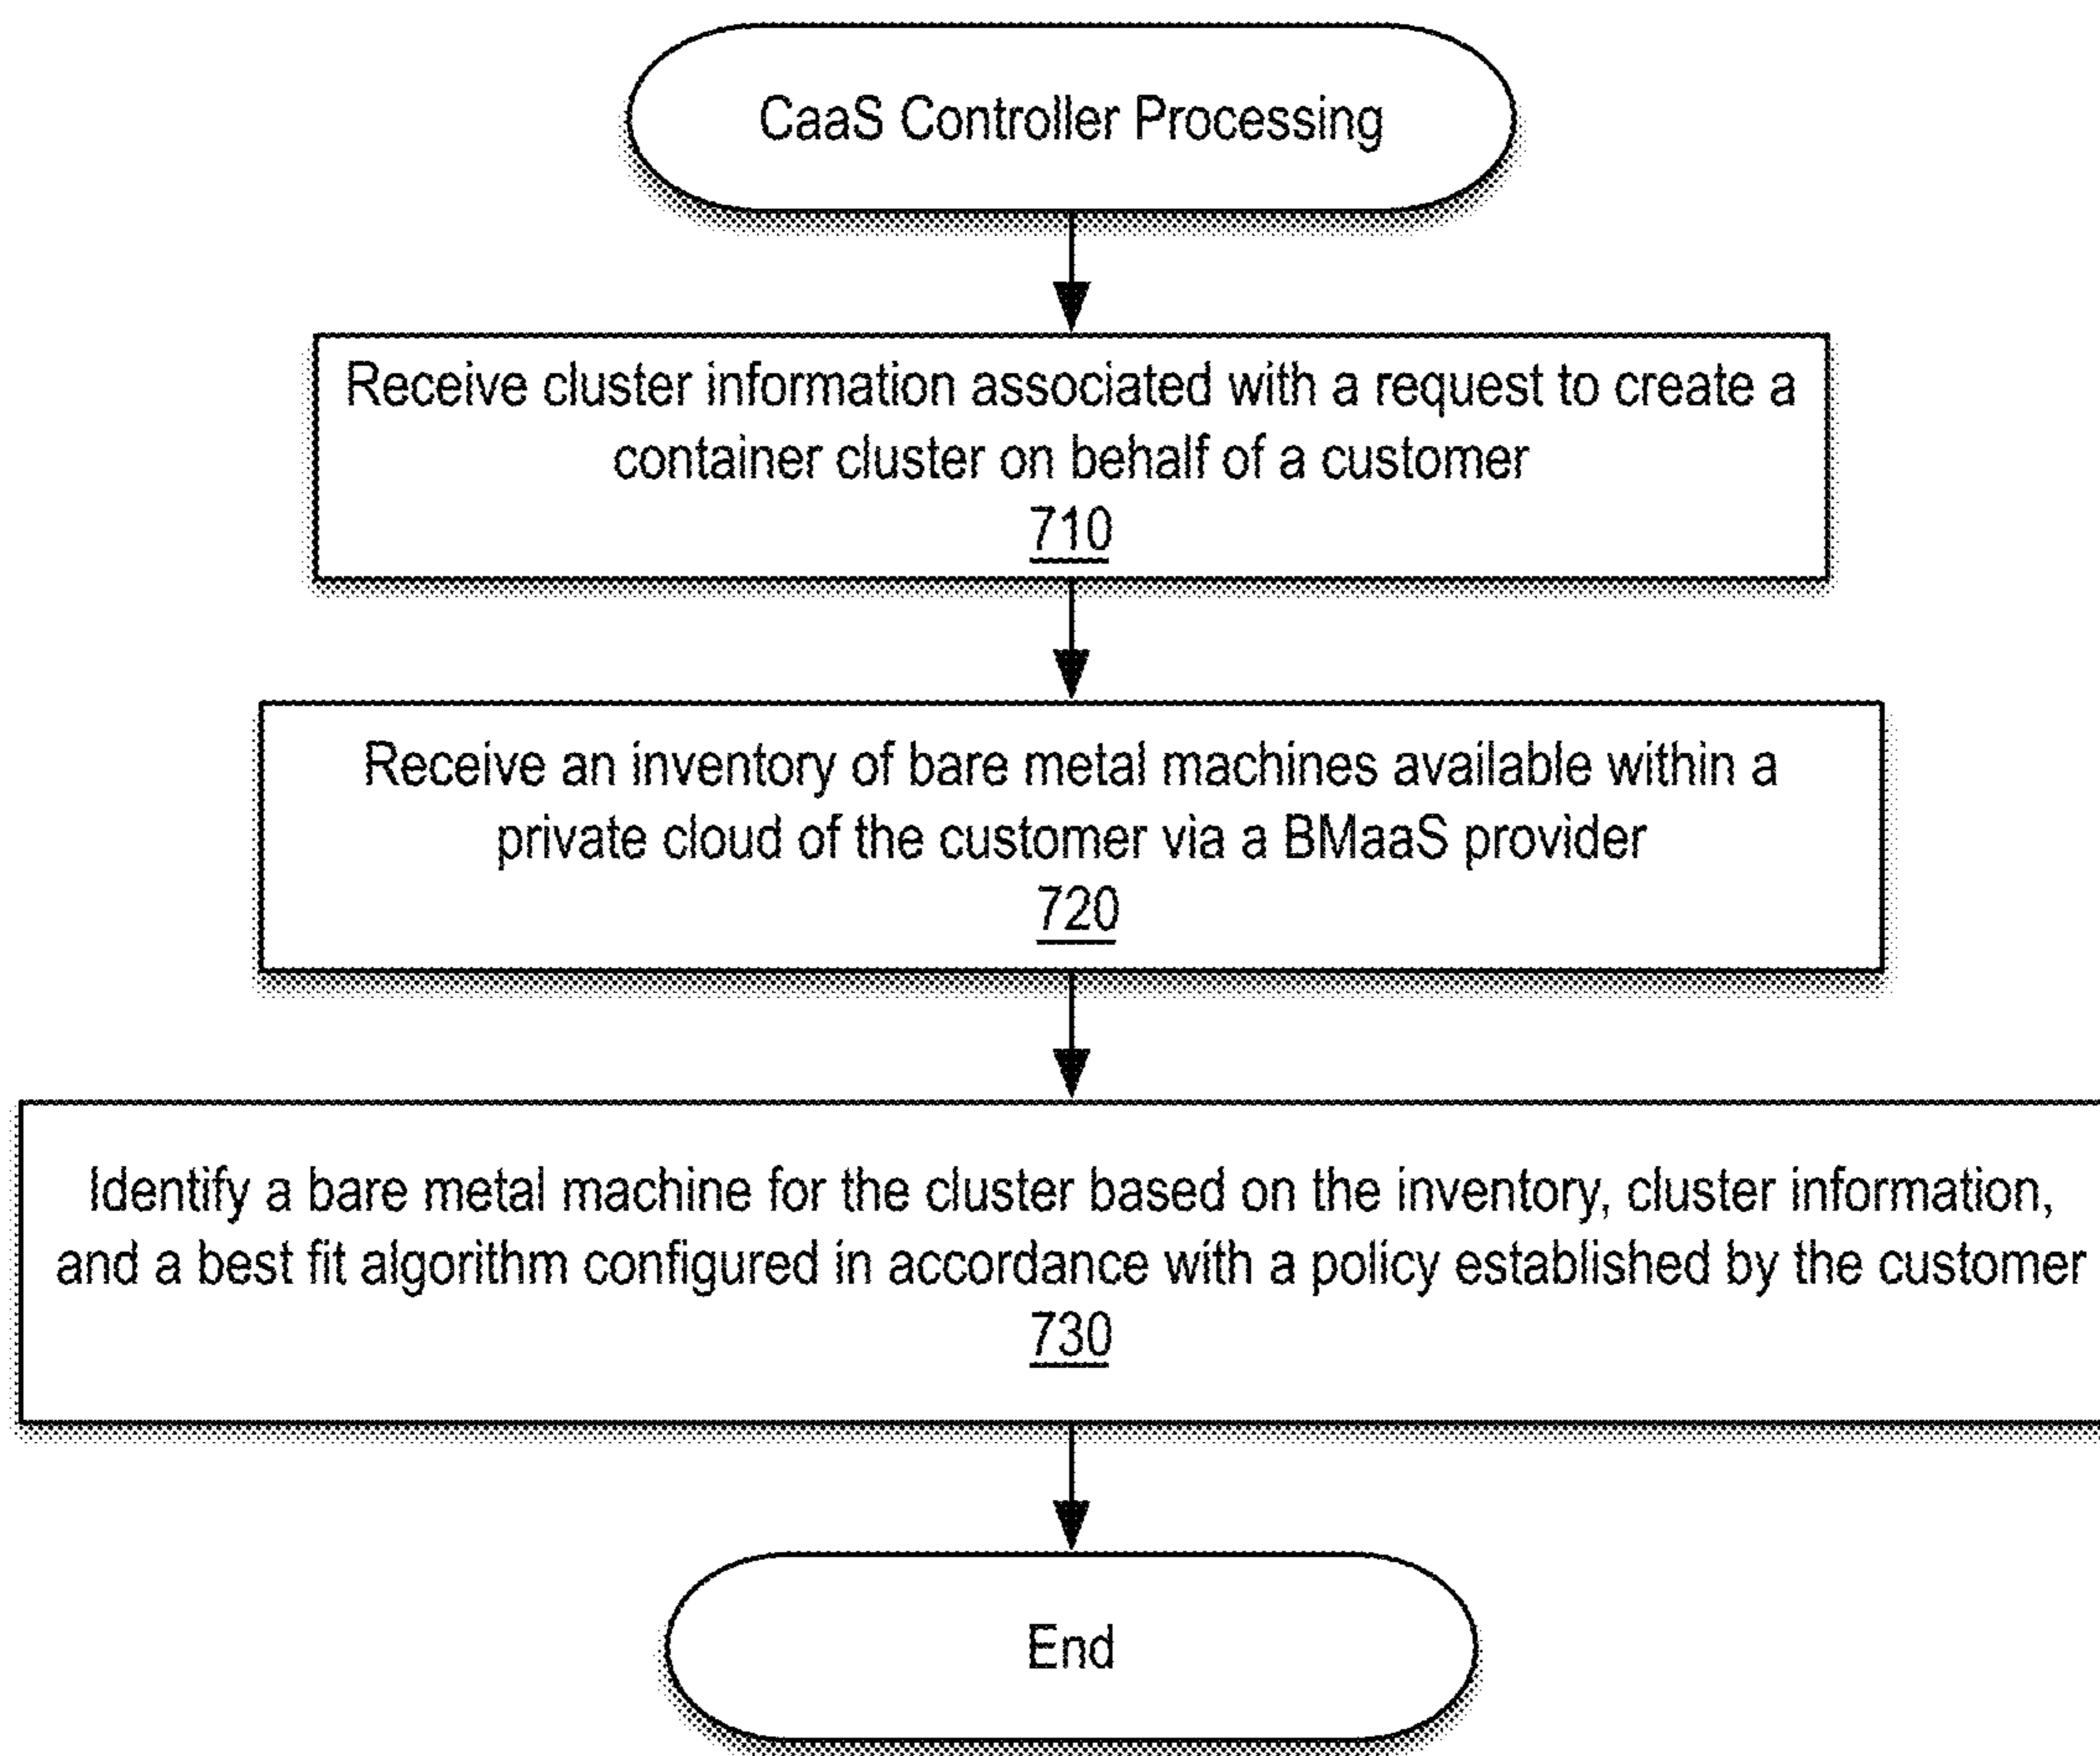 CaaS Controller Processing
Receive cluster information associated with a request to create a
container cluster on behalf of a customer
710
Receive an inventory of bare metal machines available within a
private cloud of the customer via a BMaaS provider
720
Identify a bare metal machine for the cluster based on the inventory, cluster information,
and a best fit algorithm configured in accordance with a policy established by the customer
730
End